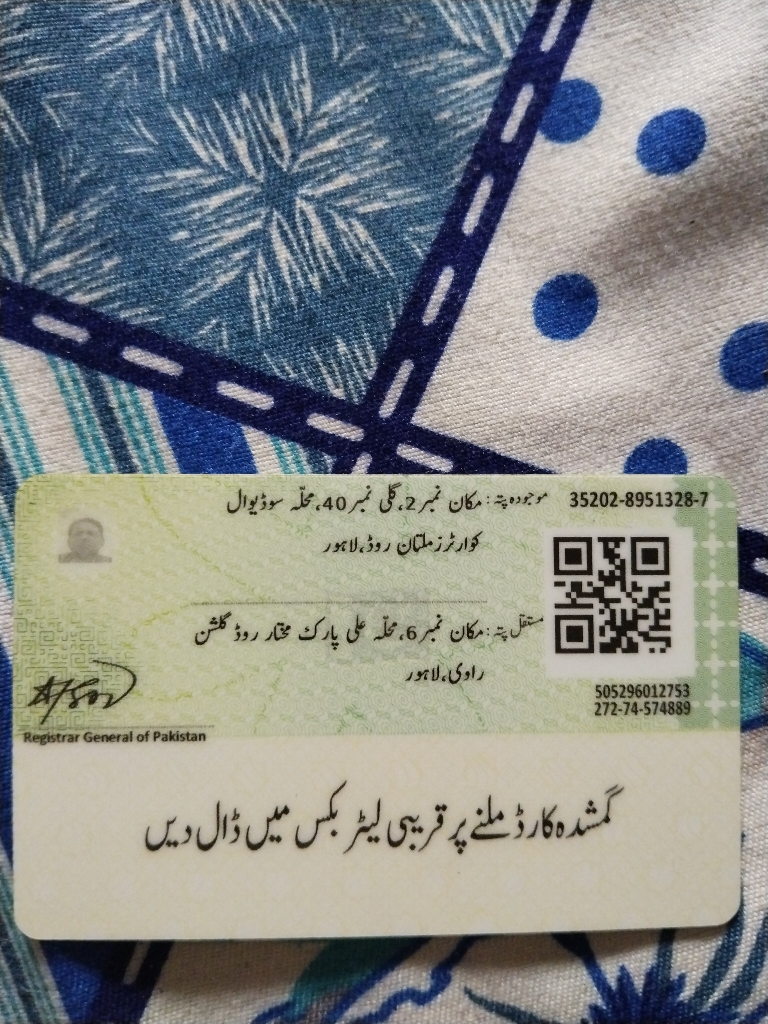 موجودہ پتہ: مکان نمبر 2، گلی نمبر 40، محلّہ سوڈیوال
کوارٹرز ملتان روڈ، لاہور
35202-8951328-7
مستقل پتہ: مکان نمبر 6، محلّہ علی پارک مختار روڈ گلشن
راوی، لاہور
505296012753
272-74-574889
Registrar General of Pakistan
گمشدہ کارڈ ملنے پر قریبی لیٹر بکس میں ڈال دیں